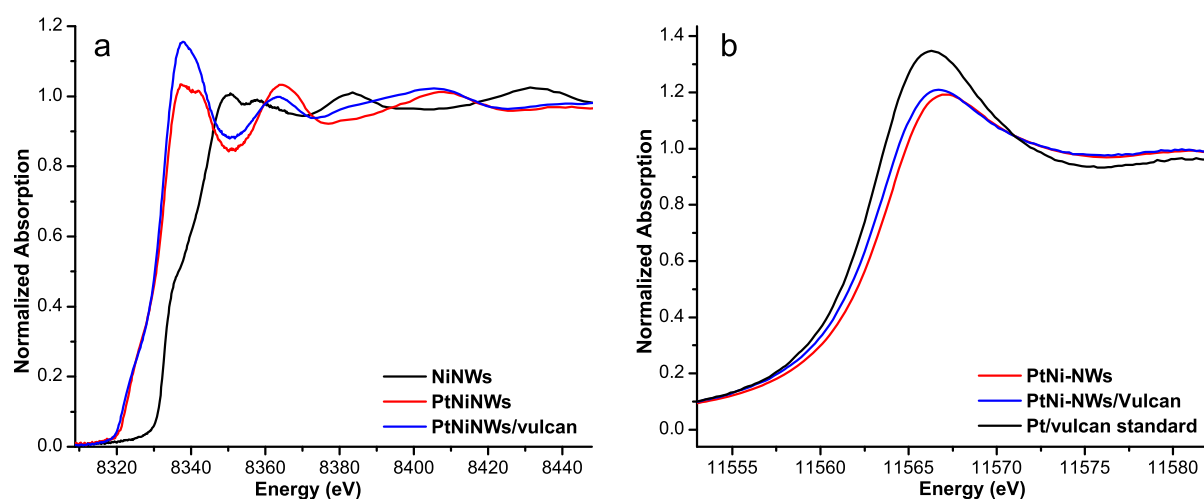 a
Normalized Absorption
1.2
1.0
0.8
0.6
0.4
0.2
0.0
NiNWs
PtNiNWs
PtNiNWs/vulcan
8320 8340 8360 8380 8400 8420 8440
Energy (eV)
b
Normalized Absorption
1.4
1.2
1.0
0.8
0.6
0.4
0.2
0.0
PtNi-NWs
PtNi-NWs/Vulcan
Pt/vulcan standard
11555 11560 11565 11570 11575 11580
Energy (eV)